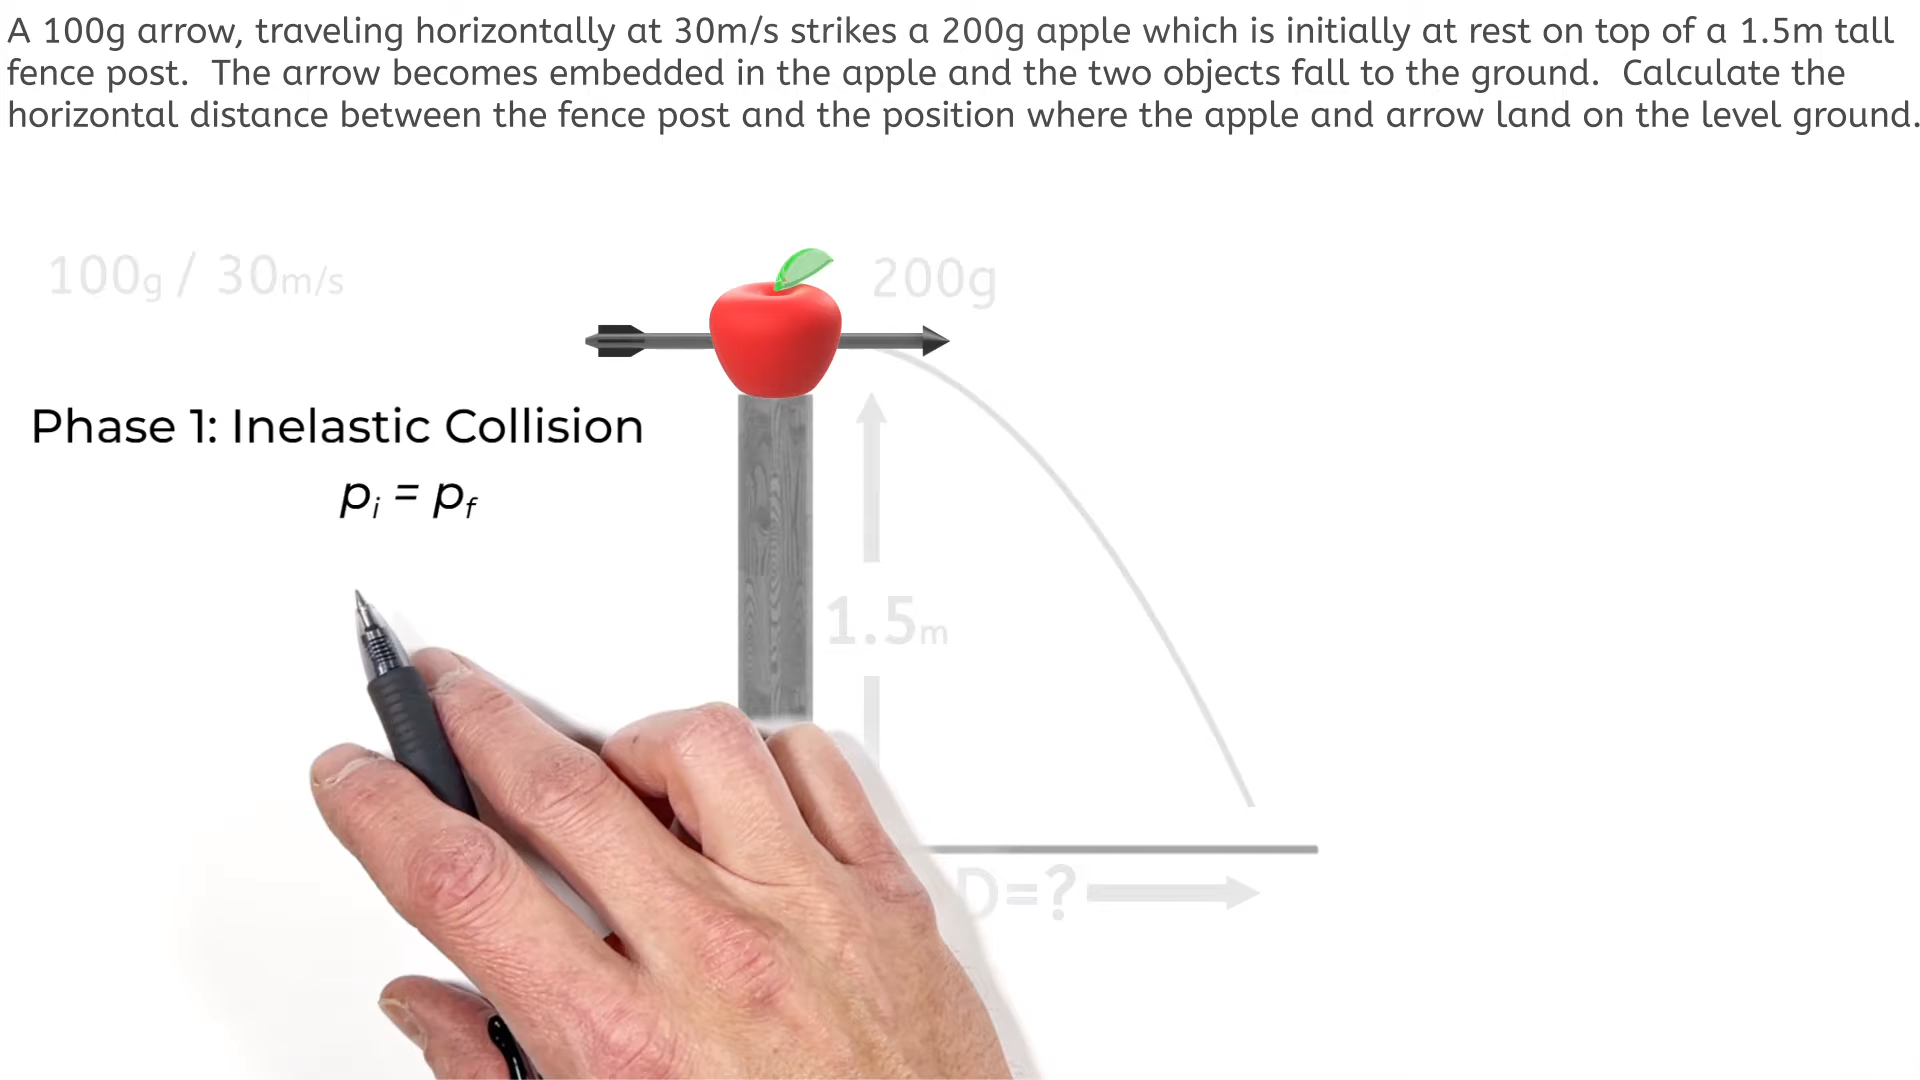 A 100g arrow, traveling horizontally at 30m/s strikes a 200g apple which is initially at rest on top of a 1.5m tall
fence post.  The arrow becomes embedded in the apple and the two objects fall to the ground.  Calculate the
horizontal distance between the fence post and the position where the apple and arrow land on the level ground.
100g / 30m/s
200g
Phase 1: Inelastic Collision
pi = pf
1.5m
D=?